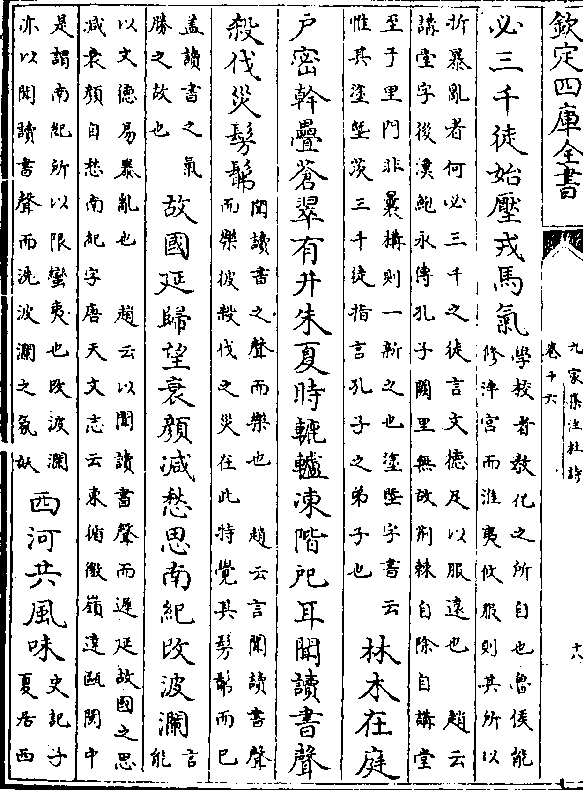 欽定四庫全書
九家集注杜詩
卷十六
必三千徒始壓戎馬氣
學校者教化之所自也魯侯能
修泮宮而淮夷攸服則其所以
折暴亂者何必三千之徒言文德足以服遠也 趙云
講堂字後漢鮑永傳孔子闕里無故荆棘自除自講堂
至于里門非曩構則一新之也塗墍字書云
惟其塗墍茨三千徒指言孔子之弟子也
林木在庭
戶密幹疊蒼翠有井朱夏時轆轤凍階戺耳聞讀書聲
殺伐災髣髴
聞讀書之聲而樂也 趙云言聞讀書聲
而樂彼殺伐之災在此特覺其髣髴而已
蓋讀書之氣
勝之故也
故國延歸望衰顏減愁思南紀改波瀾
言
能
以文德易暴亂也 趙云以聞讀書聲而遲延故國之思
減衰顏自愁南紀字唐天文志云東循徼嶺達甌閩中
是謂南紀所以限蠻夷也改波瀾
亦以聞讀書聲而洗波瀾之氣
西河共風味
史記子
夏居西